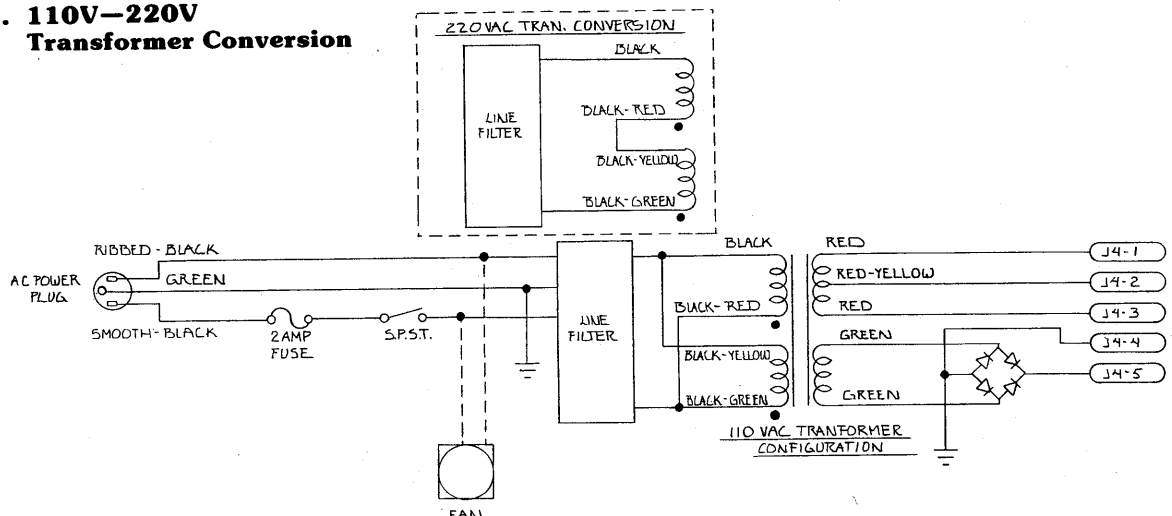 . 110V—220V
Transformer Conversion
220 VAC TRAN. CONVERSION
BLACK
LINE
FILTER
BLACK-RED
BLACK-YELLOW
BLACK-GREEN
RIBBED-BLACK
AC POWER
PLUG
GREEN
SMOOTH-BLACK
2 AMP
FUSE
S.P.S.T.
LINE
FILTER
FAN
BLACK
BLACK-RED
BLACK-YELLOW
BLACK-GREEN
RED
RED-YELLOW
RED
GREEN
GREEN
110 VAC TRANFORMER
CONFIGURATION
J4-1
J4-2
J4-3
J4-4
J4-5